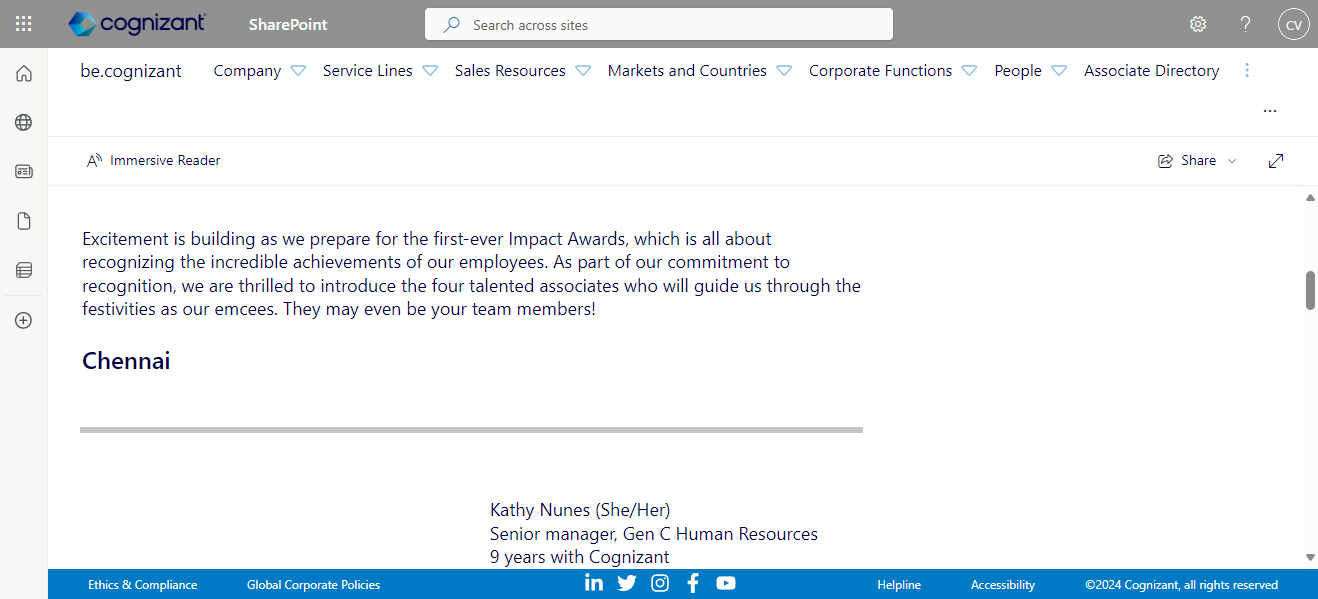 cognizant
SharePoint
Search across sites
?
CV
be.cognizant
Company
Service Lines
Sales Resources
Markets and Countries
Corporate Functions
People
Associate Directory
Immersive Reader
Share
Excitement is building as we prepare for the first-ever Impact Awards, which is all about
recognizing the incredible achievements of our employees. As part of our commitment to
recognition, we are thrilled to introduce the four talented associates who will guide us through the
festivities as our emcees. They may even be your team members!
Chennai
Kathy Nunes (She/Her)
Senior manager, Gen C Human Resources
9 years with Cognizant
Ethics & Compliance
Global Corporate Policies
Helpline
Accessibility
©2024 Cognizant, all rights reserved